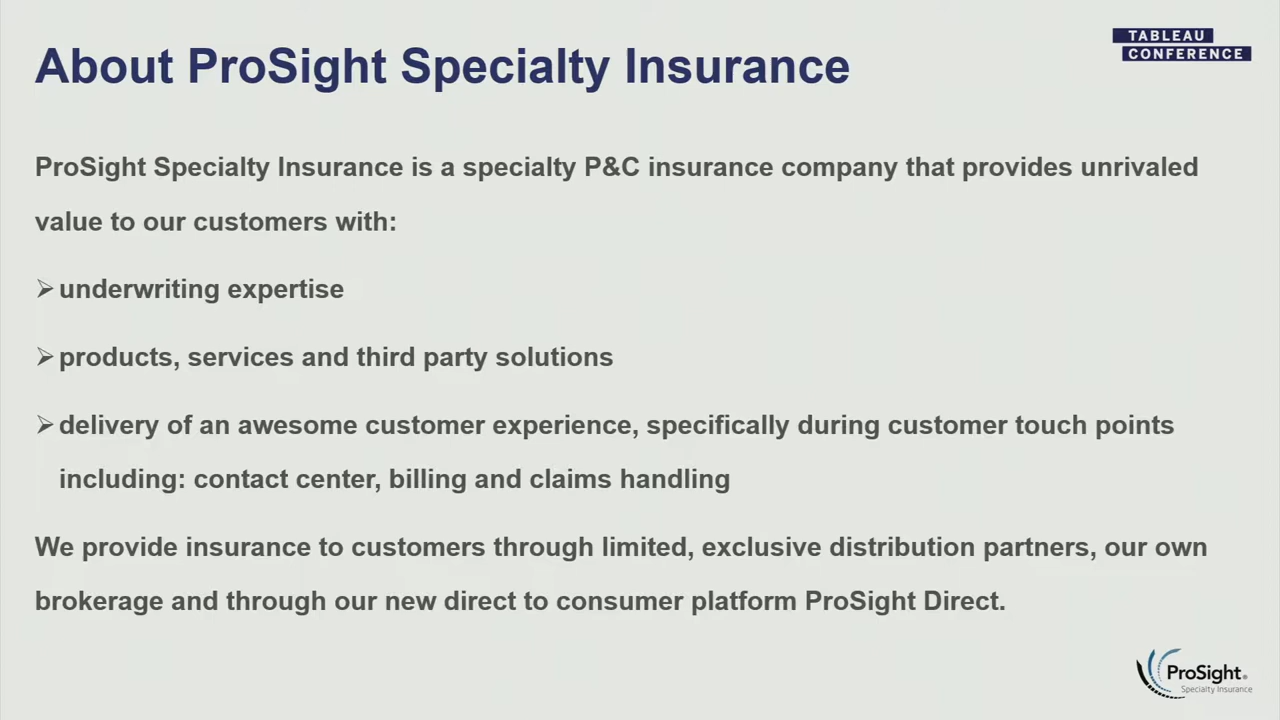 About ProSight Specialty Insurance
TABLEAU
CONFERENCE
ProSight Specialty Insurance is a specialty P&C insurance company that provides unrivaled
value to our customers with:
➢ underwriting expertise
➢ products, services and third party solutions
➢ delivery of an awesome customer experience, specifically during customer touch points
including: contact center, billing and claims handling
We provide insurance to customers through limited, exclusive distribution partners, our own
brokerage and through our new direct to consumer platform ProSight Direct.
ProSight®
Specialty Insurance